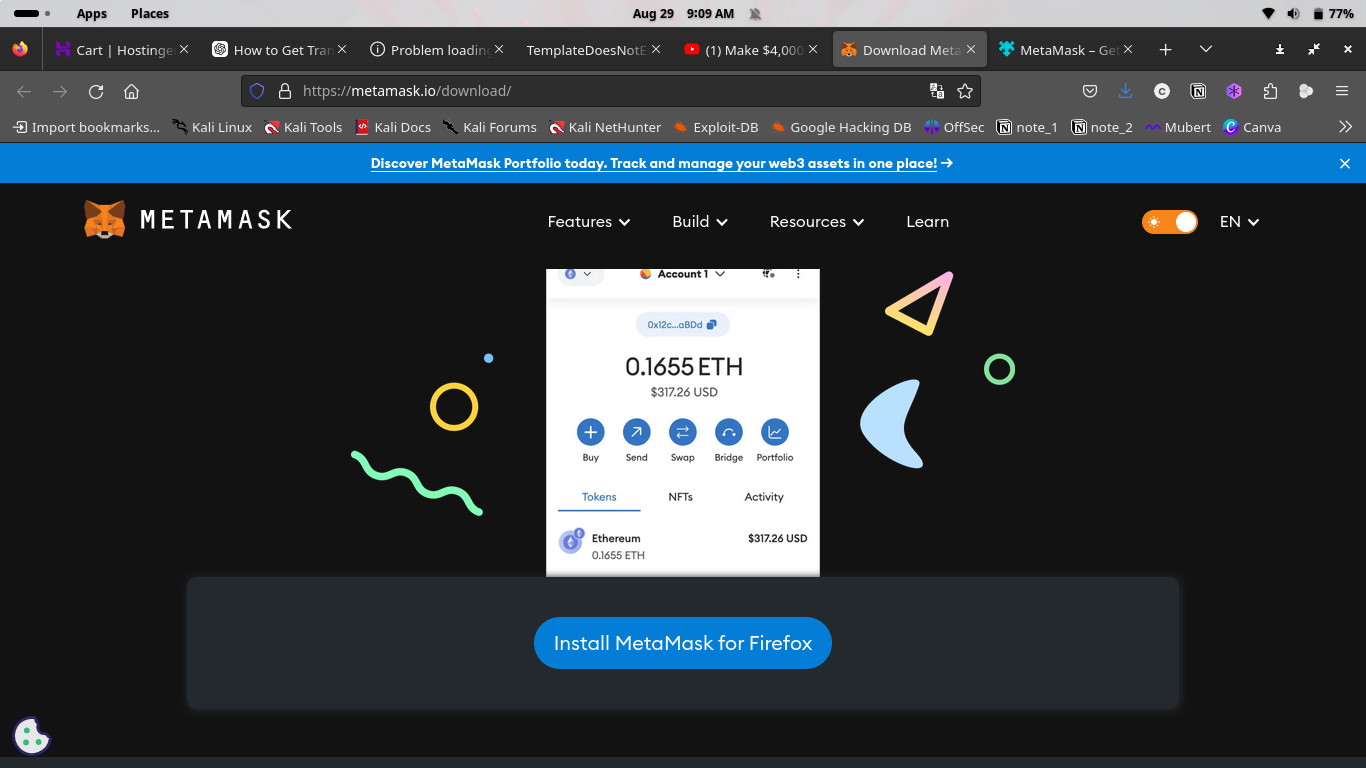 Apps Places Aug 29 9:09 AM 77%
Cart | Hostinge How to Get Tran Problem loadin TemplateDoesNotE (1) Make $4,000 Download Meta MetaMask – Ge
https://metamask.io/download/
Import bookmarks... Kali Linux Kali Tools Kali Docs Kali Forums Kali NetHunter Exploit-DB Google Hacking DB OffSec note_1 note_2 Mubert Canva
Discover MetaMask Portfolio today. Track and manage your web3 assets in one place!
METAMASK Features Build Resources Learn EN
Account 1
0x12c...aBDd
0.1655 ETH
$317.26 USD
Buy Send Swap Bridge Portfolio
Tokens NFTs Activity
Ethereum $317.26 USD
0.1655 ETH
Install MetaMask for Firefox